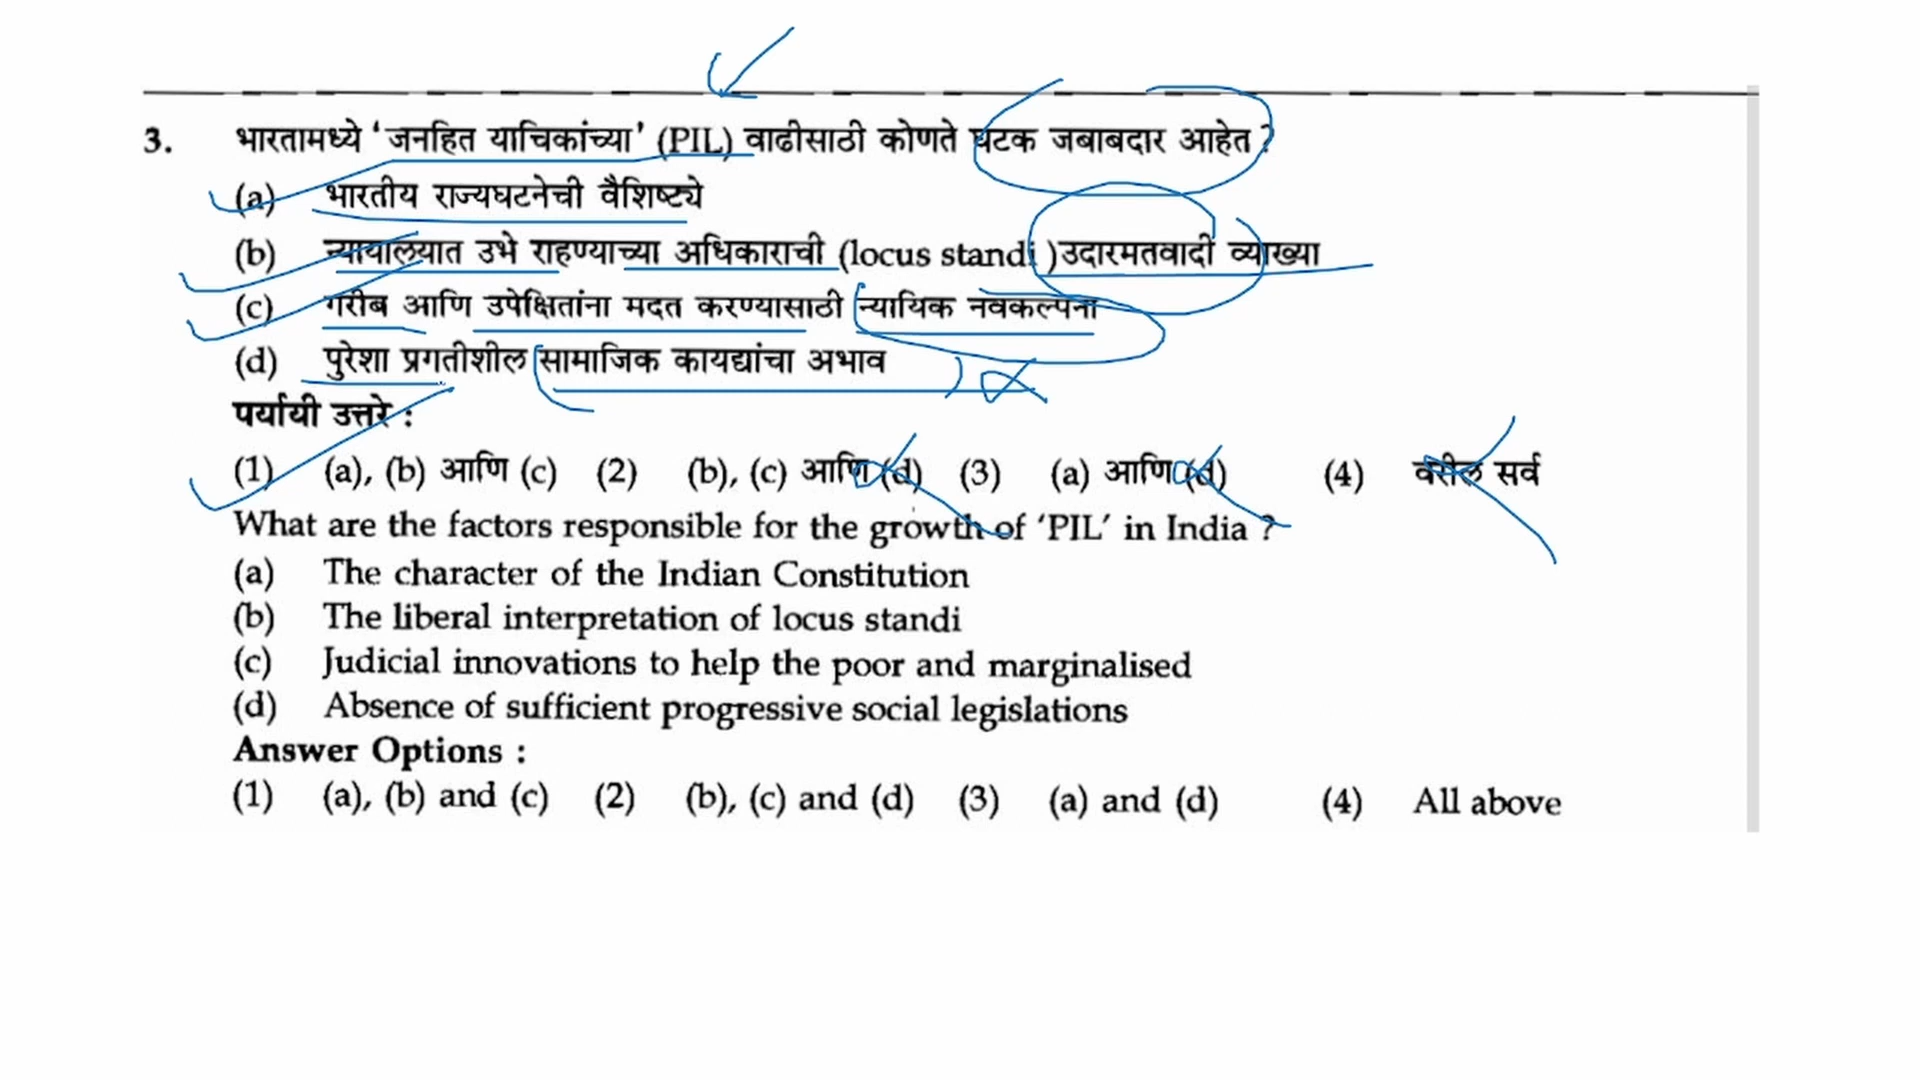 3. भारतामध्ये 'जनहित याचिकांच्या' (PIL) वाढीसाठी कोणते घटक जबाबदार आहेत ?
(a) भारतीय राज्यघटनेची वैशिष्ट्ये
(b) न्यायालयात उभे राहण्याच्या अधिकाराची (locus standi ) उदारमतवादी व्याख्या
(c) गरीब आणि उपेक्षितांना मदत करण्यासाठी न्यायिक नवकल्पना
(d) पुरेशा प्रगतीशील सामाजिक कायद्यांचा अभाव
पर्यायी उत्तरे :
(1) (a), (b) आणि (c) (2) (b), (c) आणि (d) (3) (a) आणि (d) (4) वरील सर्व
What are the factors responsible for the growth of 'PIL' in India ?
(a) The character of the Indian Constitution
(b) The liberal interpretation of locus standi
(c) Judicial innovations to help the poor and marginalised
(d) Absence of sufficient progressive social legislations
Answer Options :
(1) (a), (b) and (c) (2) (b), (c) and (d) (3) (a) and (d) (4) All above